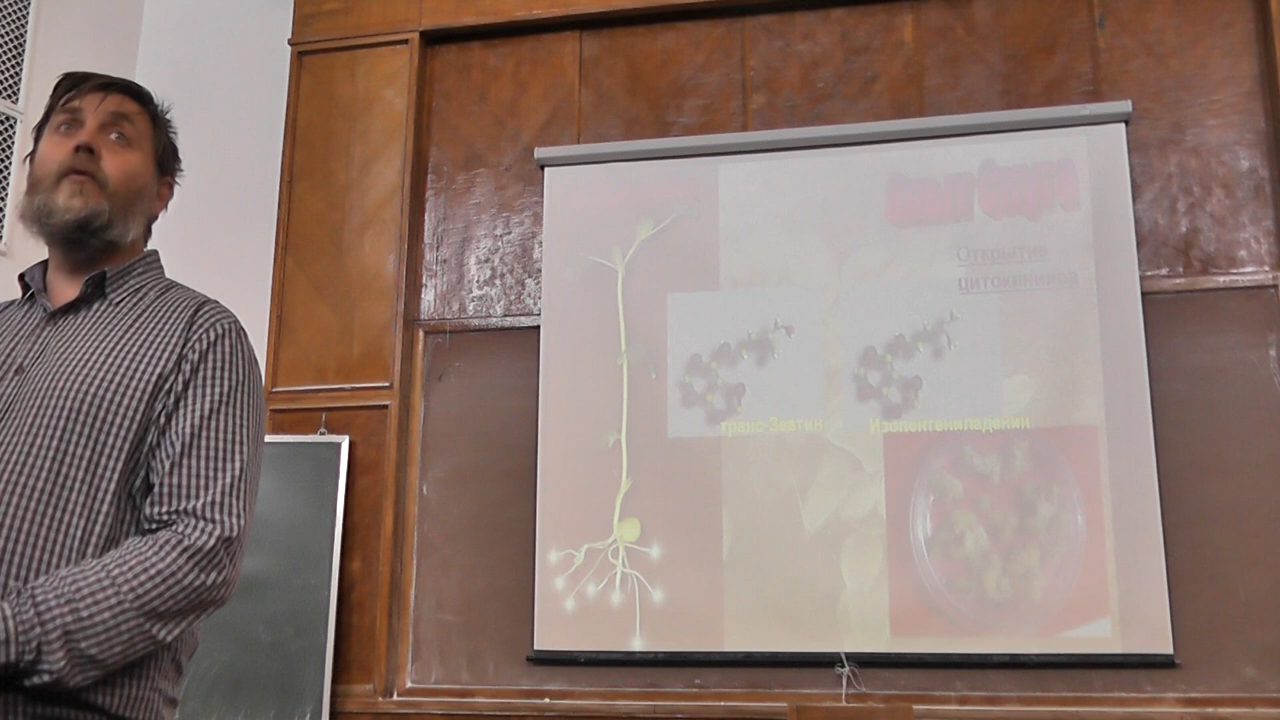 Открытие
цитокининов
транс-Зеатин
Изопентениладенин